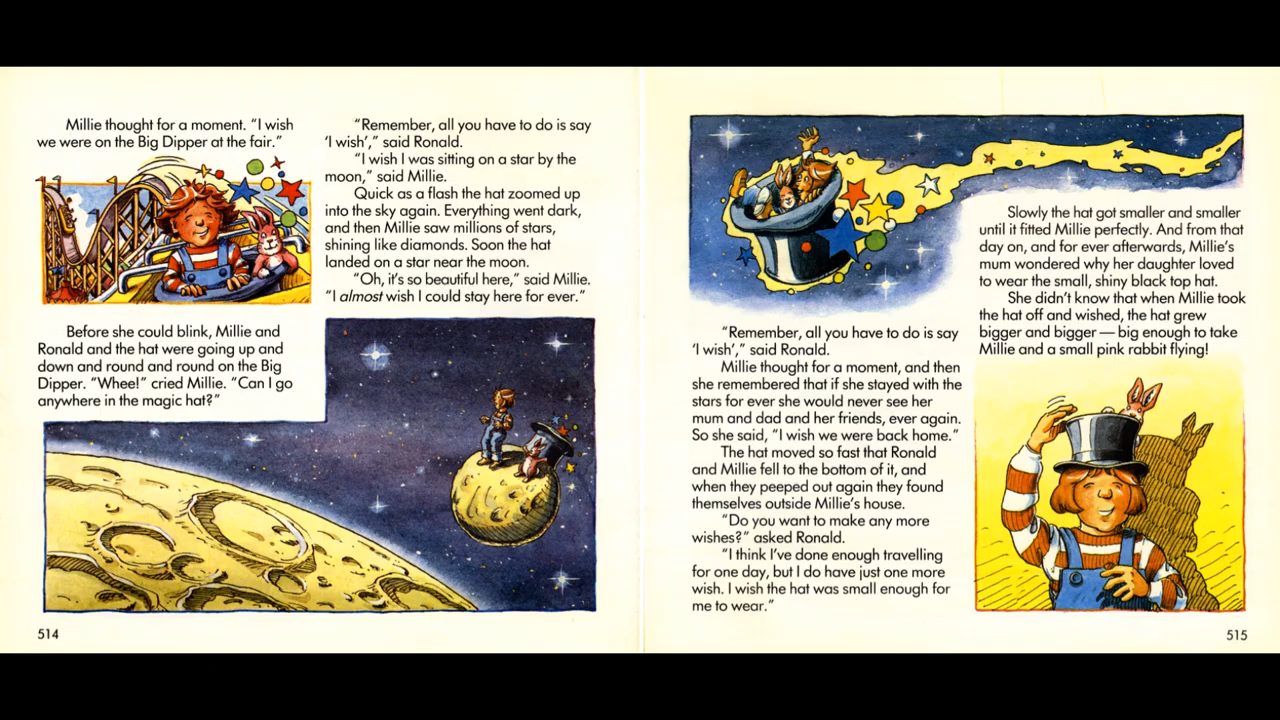 Millie thought for a moment. “I wish
we were on the Big Dipper at the fair.”
Before she could blink, Millie and
Ronald and the hat were going up and
down and round and round on the Big
Dipper. “Whee!” cried Millie. “Can I go
anywhere in the magic hat?”
“Remember, all you have to do is say
‘I wish’,” said Ronald.
“I wish I was sitting on a star by the
moon,” said Millie.
Quick as a flash the hat zoomed up
into the sky again. Everything went dark,
and then Millie saw millions of stars,
shining like diamonds. Soon the hat
landed on a star near the moon.
“Oh, it’s so beautiful here,” said Millie.
“I almost wish I could stay here for ever.”
514
“Remember, all you have to do is say
‘I wish’,” said Ronald.
Millie thought for a moment, and then
she remembered that if she stayed with the
stars for ever she would never see her
mum and dad and her friends, ever again.
So she said, “I wish we were back home.”
The hat moved so fast that Ronald
and Millie fell to the bottom of it, and
when they peeped out again they found
themselves outside Millie’s house.
“Do you want to make any more
wishes?” asked Ronald.
“I think I’ve done enough travelling
for one day, but I do have just one more
wish. I wish the hat was small enough for
me to wear.”
Slowly the hat got smaller and smaller
until it fitted Millie perfectly. And from that
day on, and for ever afterwards, Millie’s
mum wondered why her daughter loved
to wear the small, shiny black top hat.
She didn’t know that when Millie took
the hat off and wished, the hat grew
bigger and bigger — big enough to take
Millie and a small pink rabbit flying!
515